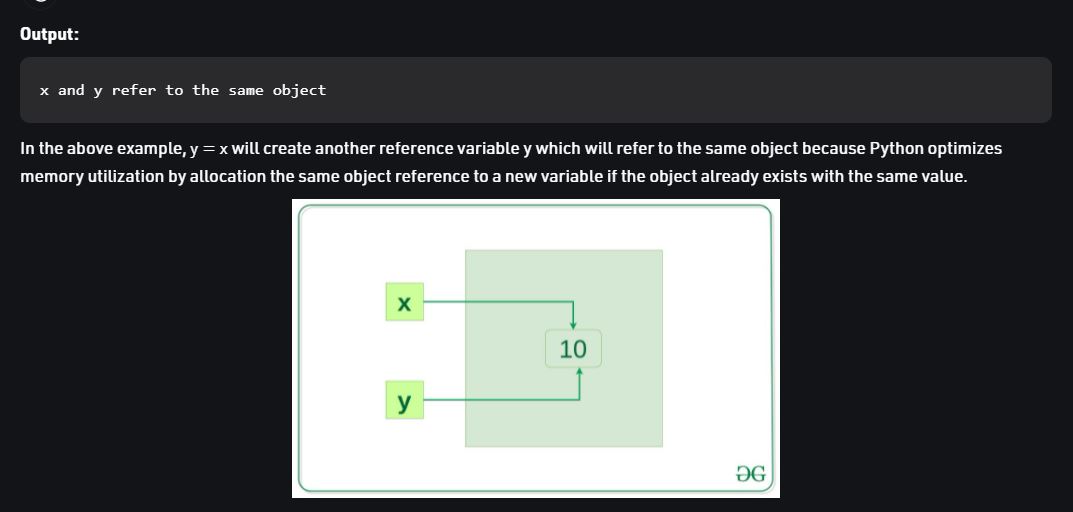 Output:
x and y refer to the same object
In the above example, y = x will create another reference variable y which will refer to the same object because Python optimizes
memory utilization by allocation the same object reference to a new variable if the object already exists with the same value.
x
10
y